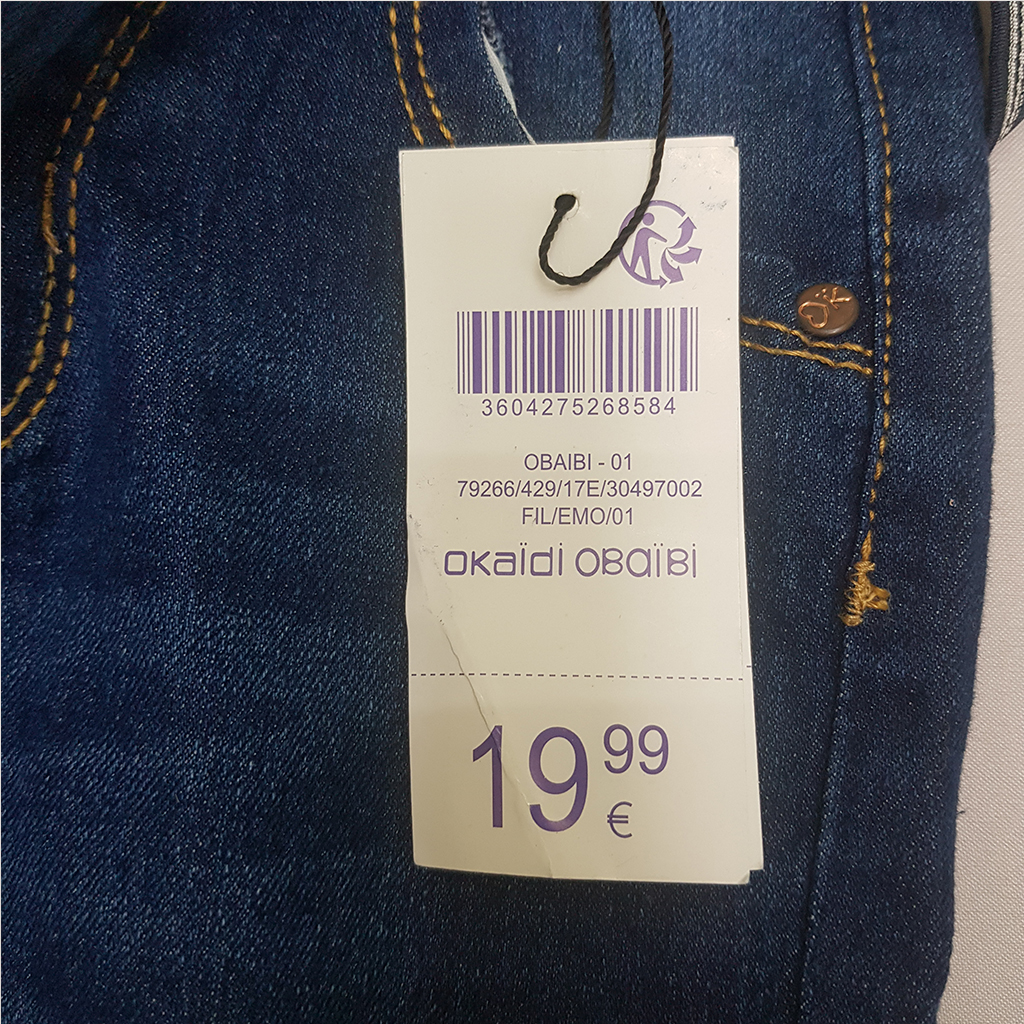 3604275268584
OBAIBI - 01
79266/429/17E/30497002
FIL/EMO/01
OKAÏDI OBAÏBI
19 99
€